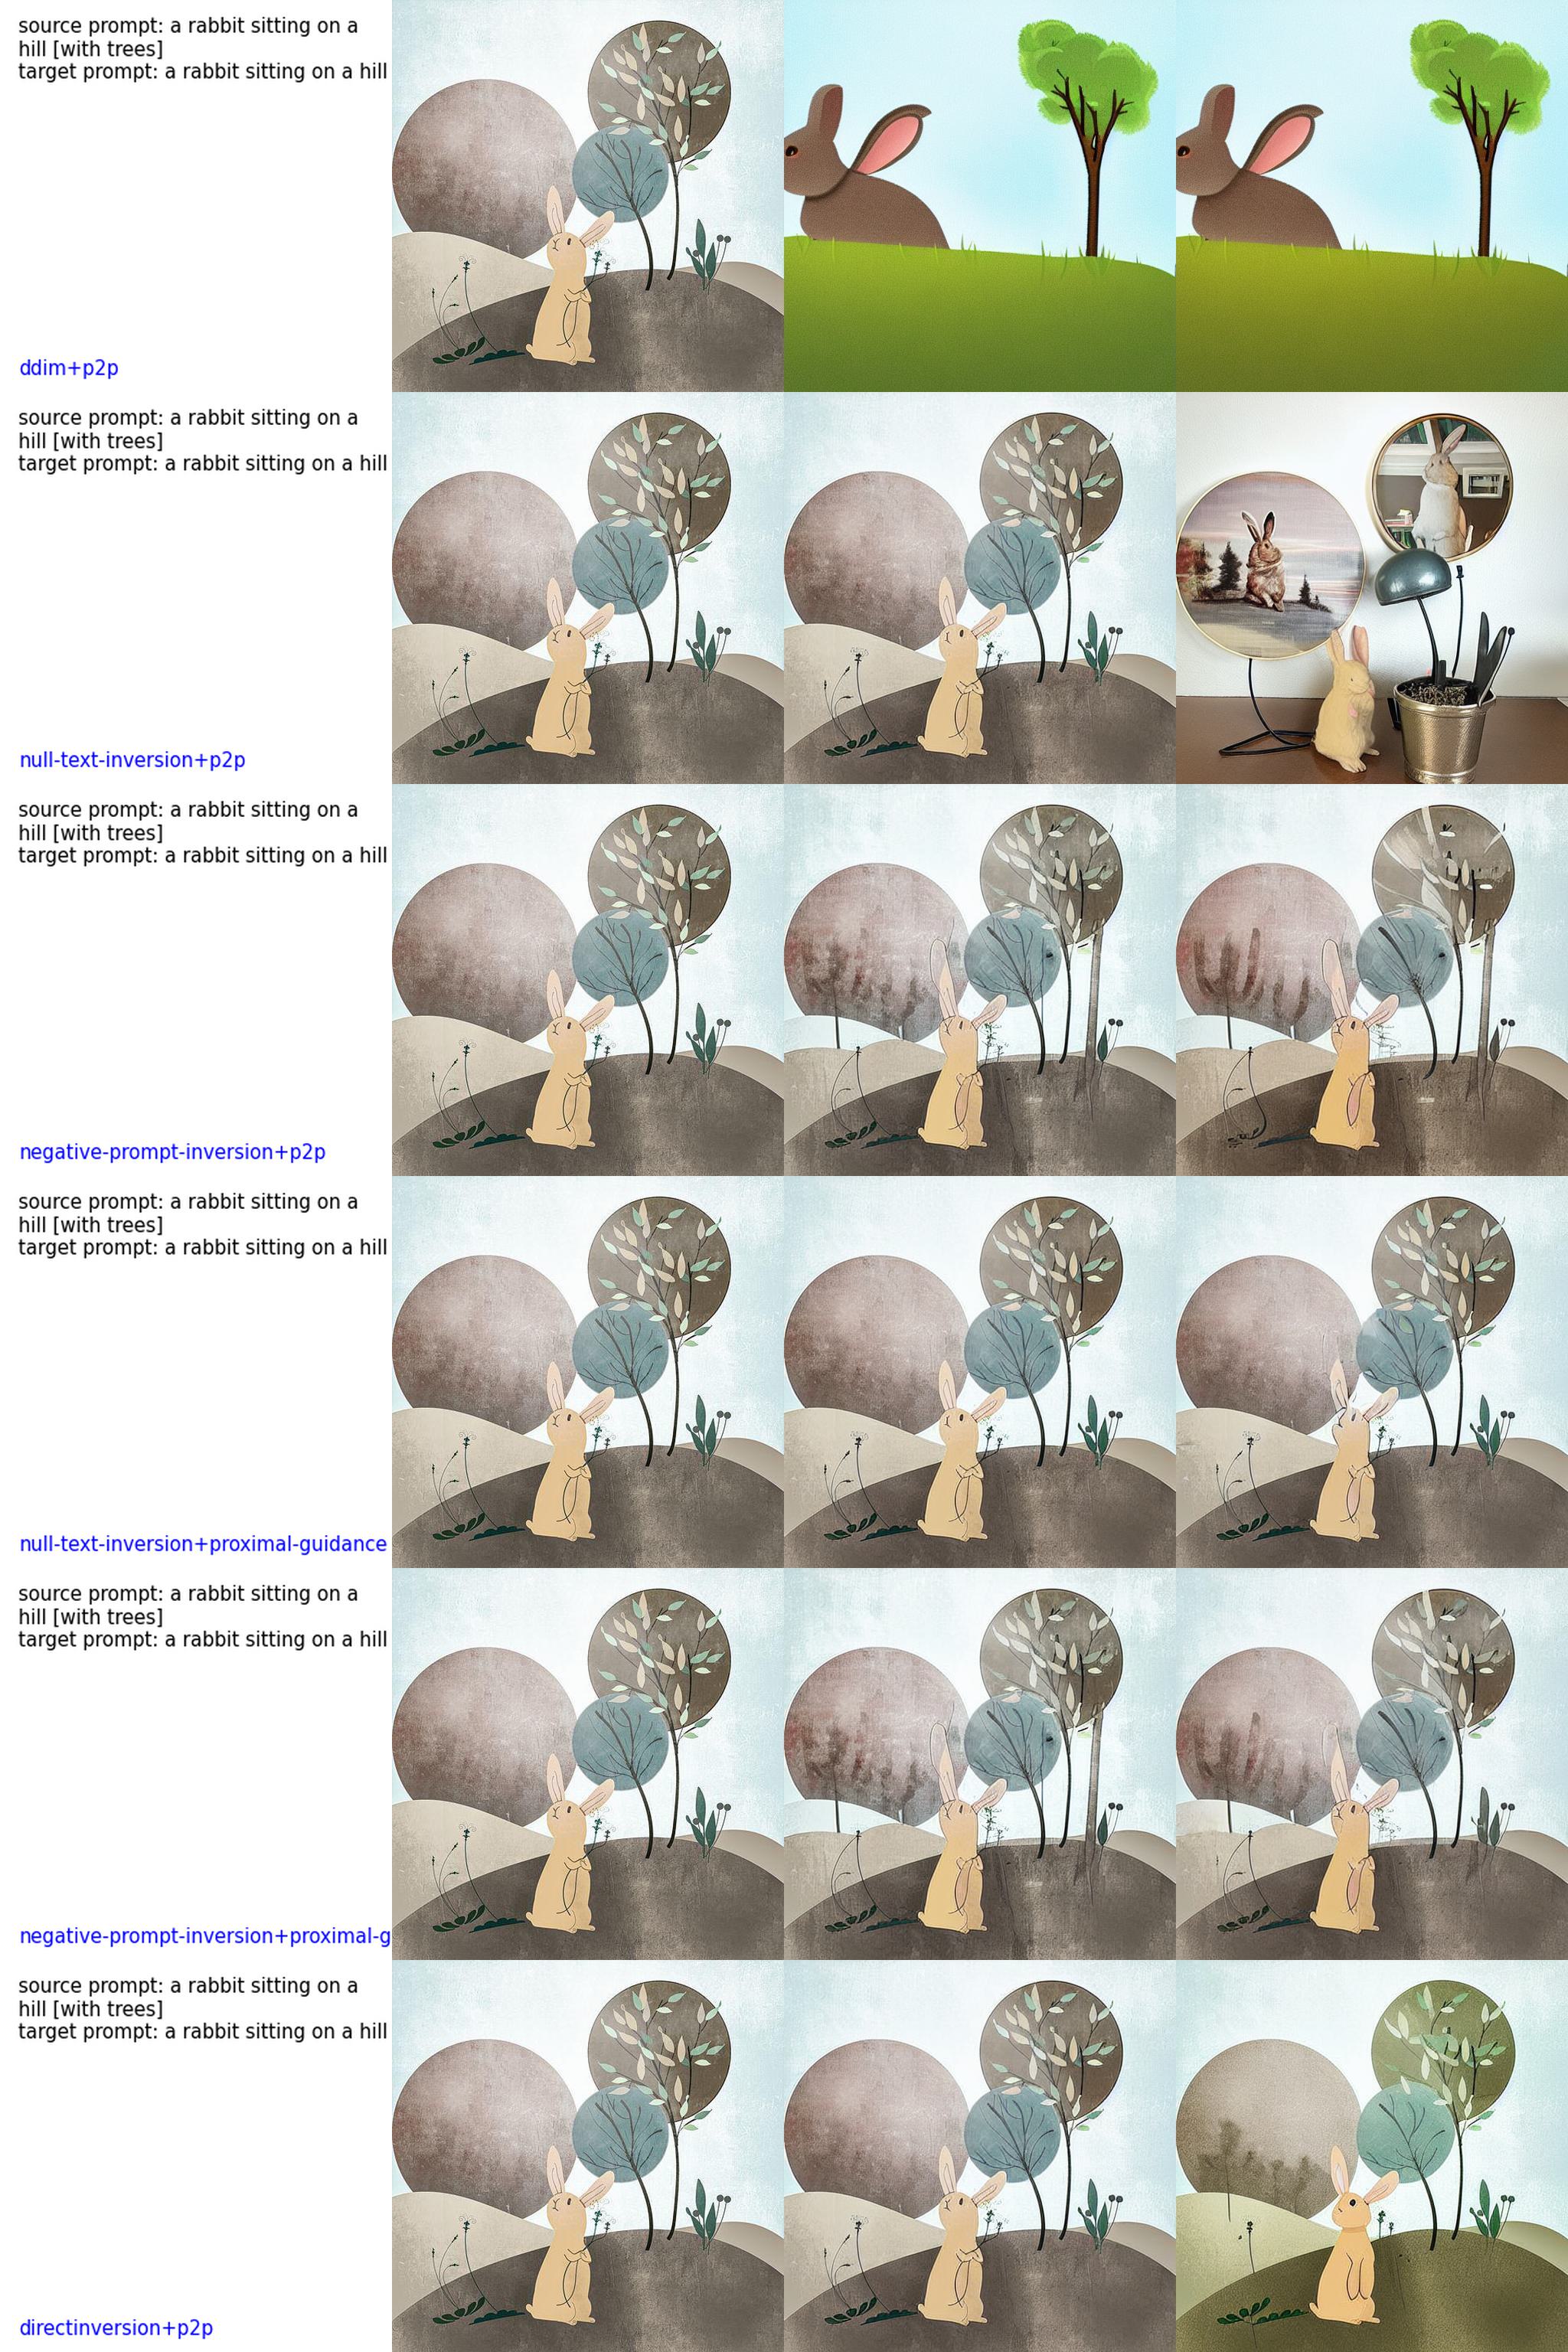 source prompt: a rabbit sitting on a
hill [with trees]
target prompt: a rabbit sitting on a hill
ddim+p2p
source prompt: a rabbit sitting on a
hill [with trees]
target prompt: a rabbit sitting on a hill
null-text-inversion+p2p
source prompt: a rabbit sitting on a
hill [with trees]
target prompt: a rabbit sitting on a hill
negative-prompt-inversion+p2p
source prompt: a rabbit sitting on a
hill [with trees]
target prompt: a rabbit sitting on a hill
null-text-inversion+proximal-guidance
source prompt: a rabbit sitting on a
hill [with trees]
target prompt: a rabbit sitting on a hill
negative-prompt-inversion+proximal-g
source prompt: a rabbit sitting on a
hill [with trees]
target prompt: a rabbit sitting on a hill
directinversion+p2p